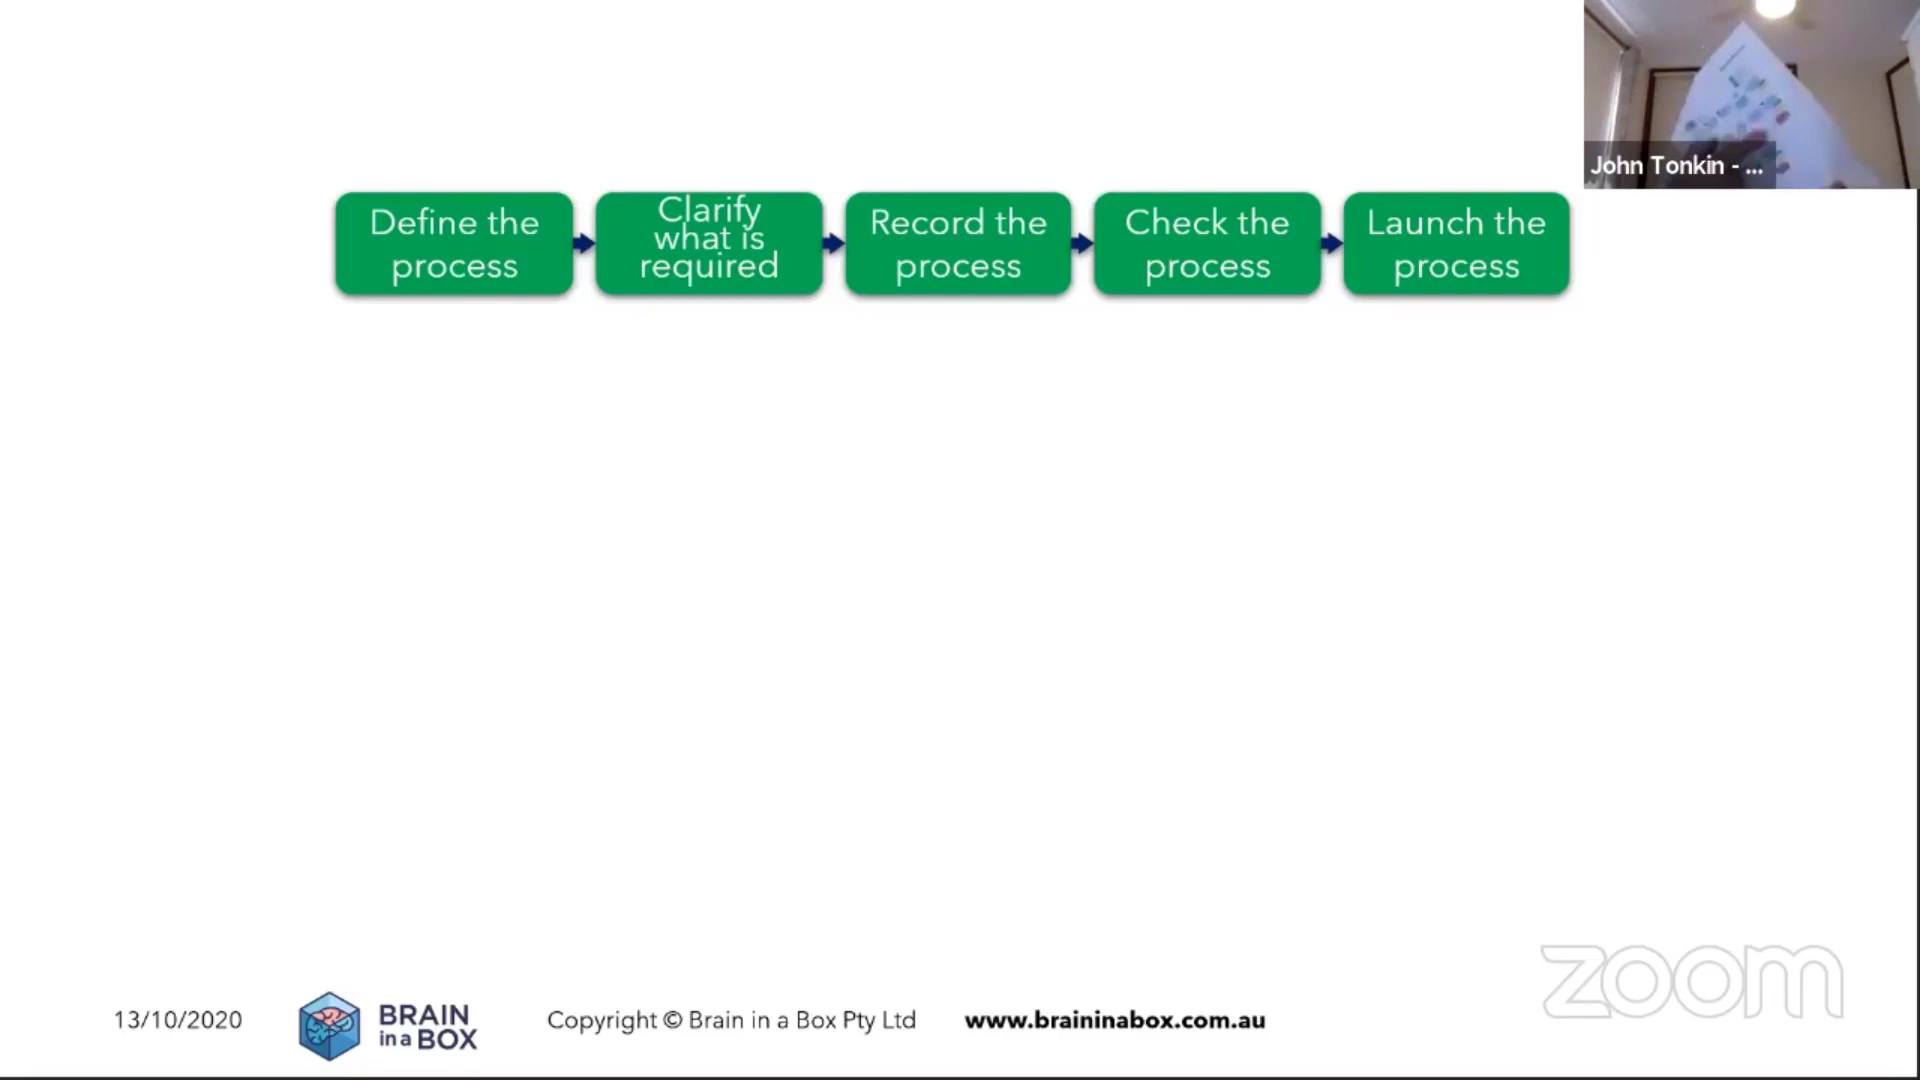 John Tonkin - ...
Define the
process
Clarify
what is
required
Record the
process
Check the
process
Launch the
process
zoom
13/10/2020
BRAIN
in a BOX
Copyright © Brain in a Box Pty Ltd
www.braininabox.com.au